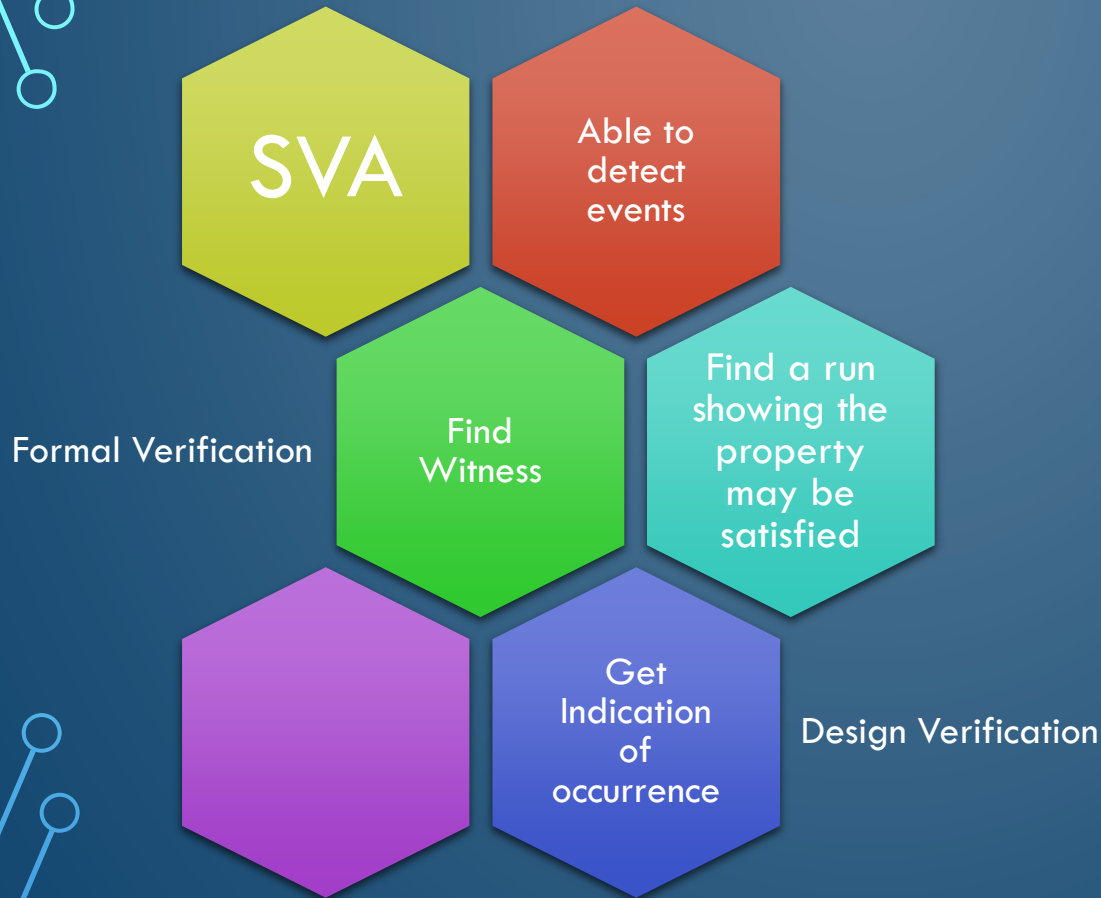 SVA
Able to
detect
events
Formal Verification
Find
Witness
Find a run
showing the
property
may be
satisfied
Get
Indication
of
occurrence
Design Verification